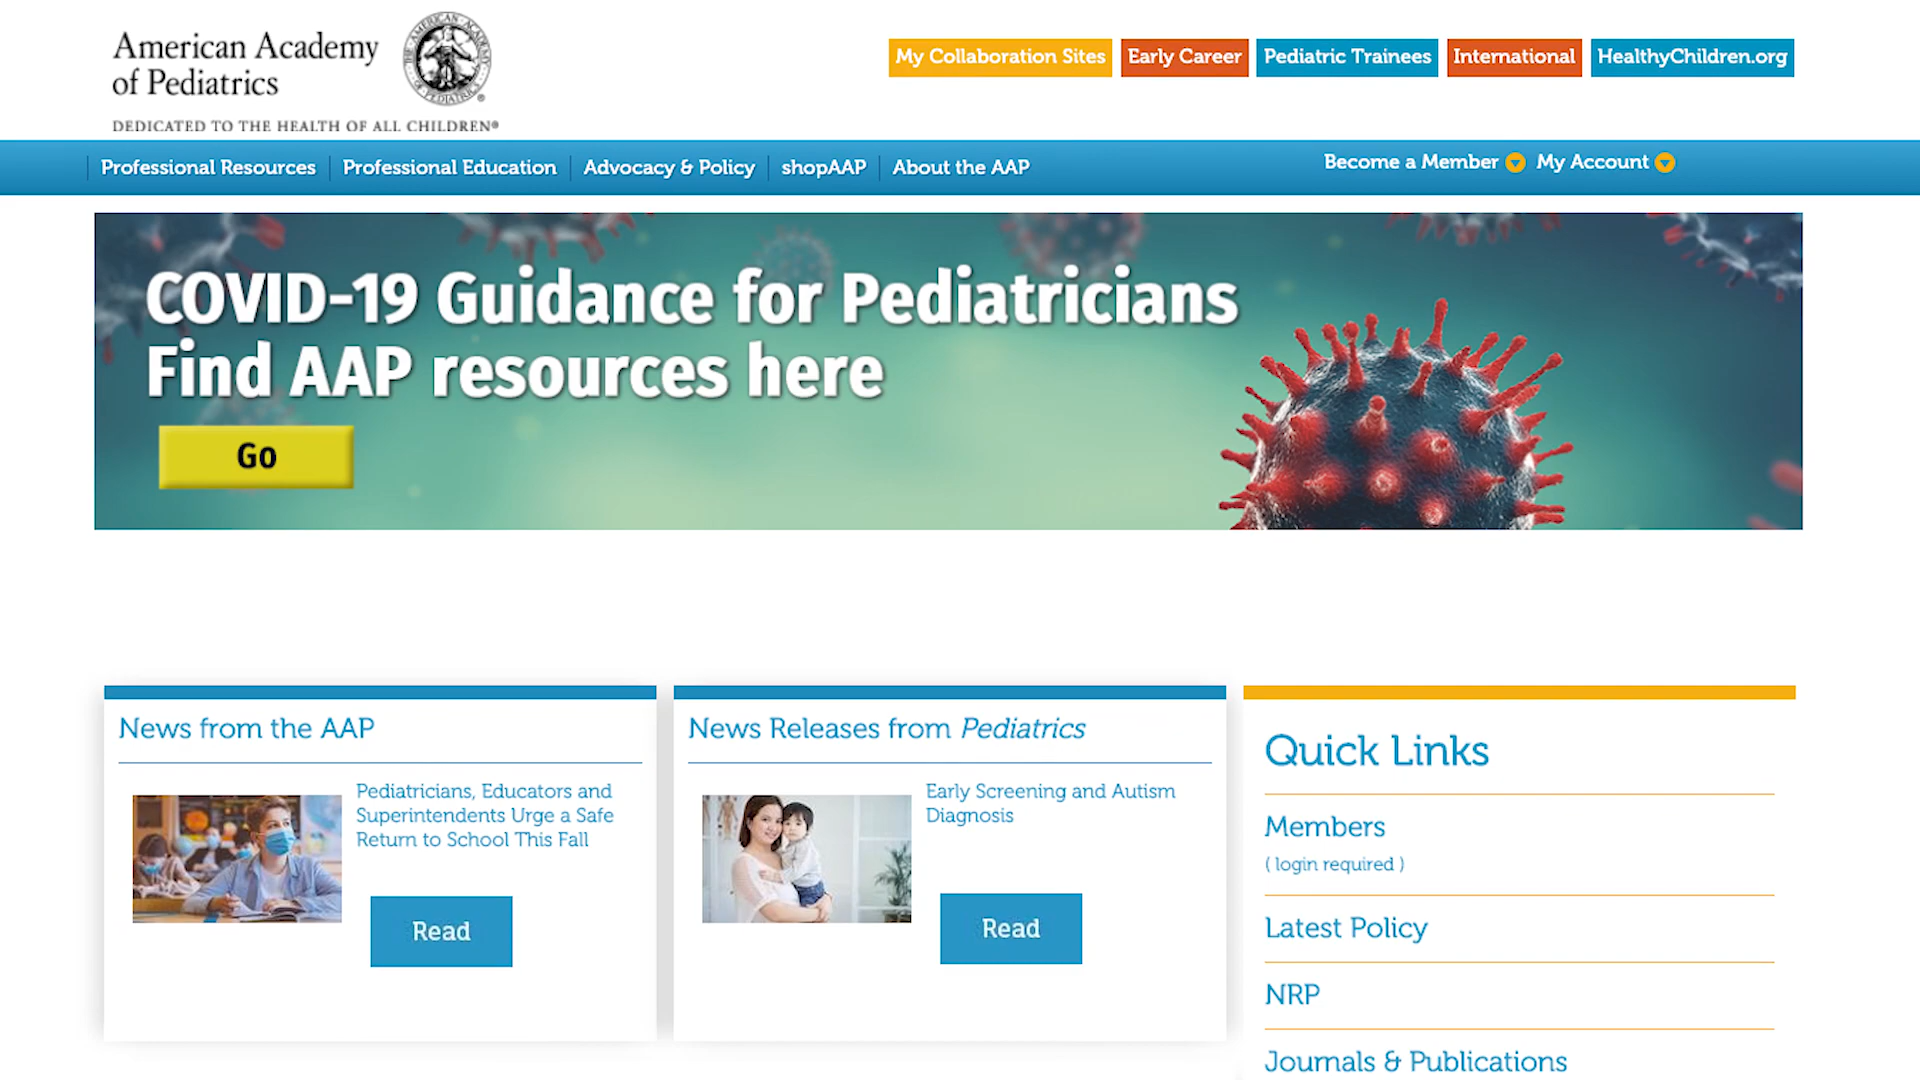 American Academy
of Pediatrics
DEDICATED TO THE HEALTH OF ALL CHILDREN®
My Collaboration Sites
Early Career
Pediatric Trainees
International
HealthyChildren.org
Professional Resources
Professional Education
Advocacy & Policy
shopAAP
About the AAP
Become a Member
My Account
COVID-19 Guidance for Pediatricians
Find AAP resources here
Go
News from the AAP
Pediatricians, Educators and
Superintendents Urge a Safe
Return to School This Fall
Read
News Releases from Pediatrics
Early Screening and Autism
Diagnosis
Read
Quick Links
Members
( login required )
Latest Policy
NRP
Journals & Publications